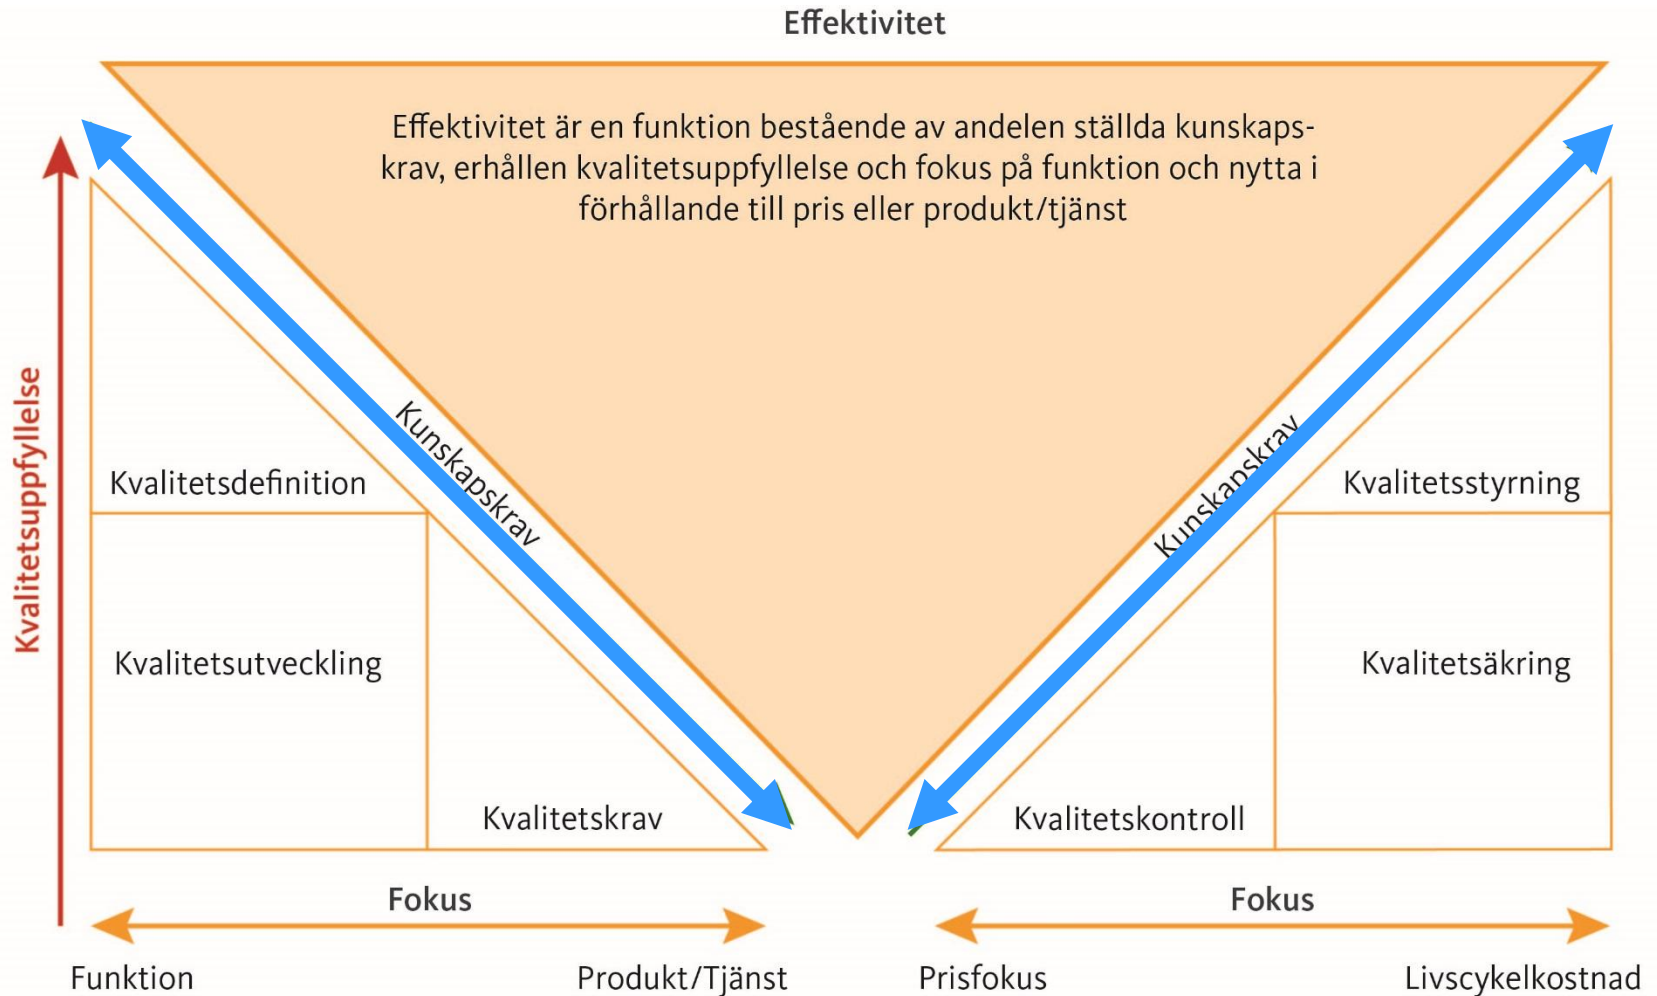 Effektivitet
Effektivitet är en funktion bestående av andelen ställda kunskaps-
krav, erhållen kvalitetsuppfyllelse och fokus på funktion och nytta i
förhållande till pris eller produkt/tjänst
Kvalitetsuppfyllelse
Kunskapskrav
Kunskapskrav
Kvalitetsdefinition
Kvalitetsstyrning
Kvalitetsutveckling
Kvalitetsäkring
Kvalitetskrav
Kvalitetskontroll
Fokus
Fokus
Funktion
Produkt/Tjänst
Prisfokus
Livscykelkostnad